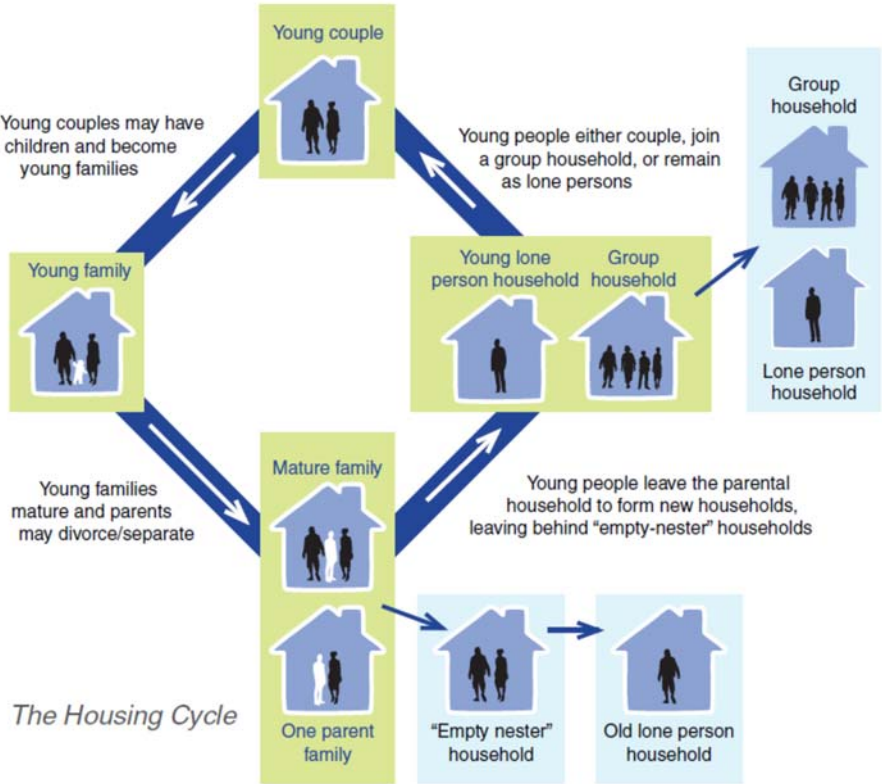 Young couple
Young couples may have
children and become
young families
Young people either couple, join
a group household, or remain
as lone persons
Group
household
Young family
Young lone
person household
Group
household
Lone person
household
Young families
mature and parents
may divorce/separate
Mature family
Young people leave the parental
household to form new households,
leaving behind “empty-nester” households
The Housing Cycle
One parent
family
“Empty nester”
household
Old lone person
household